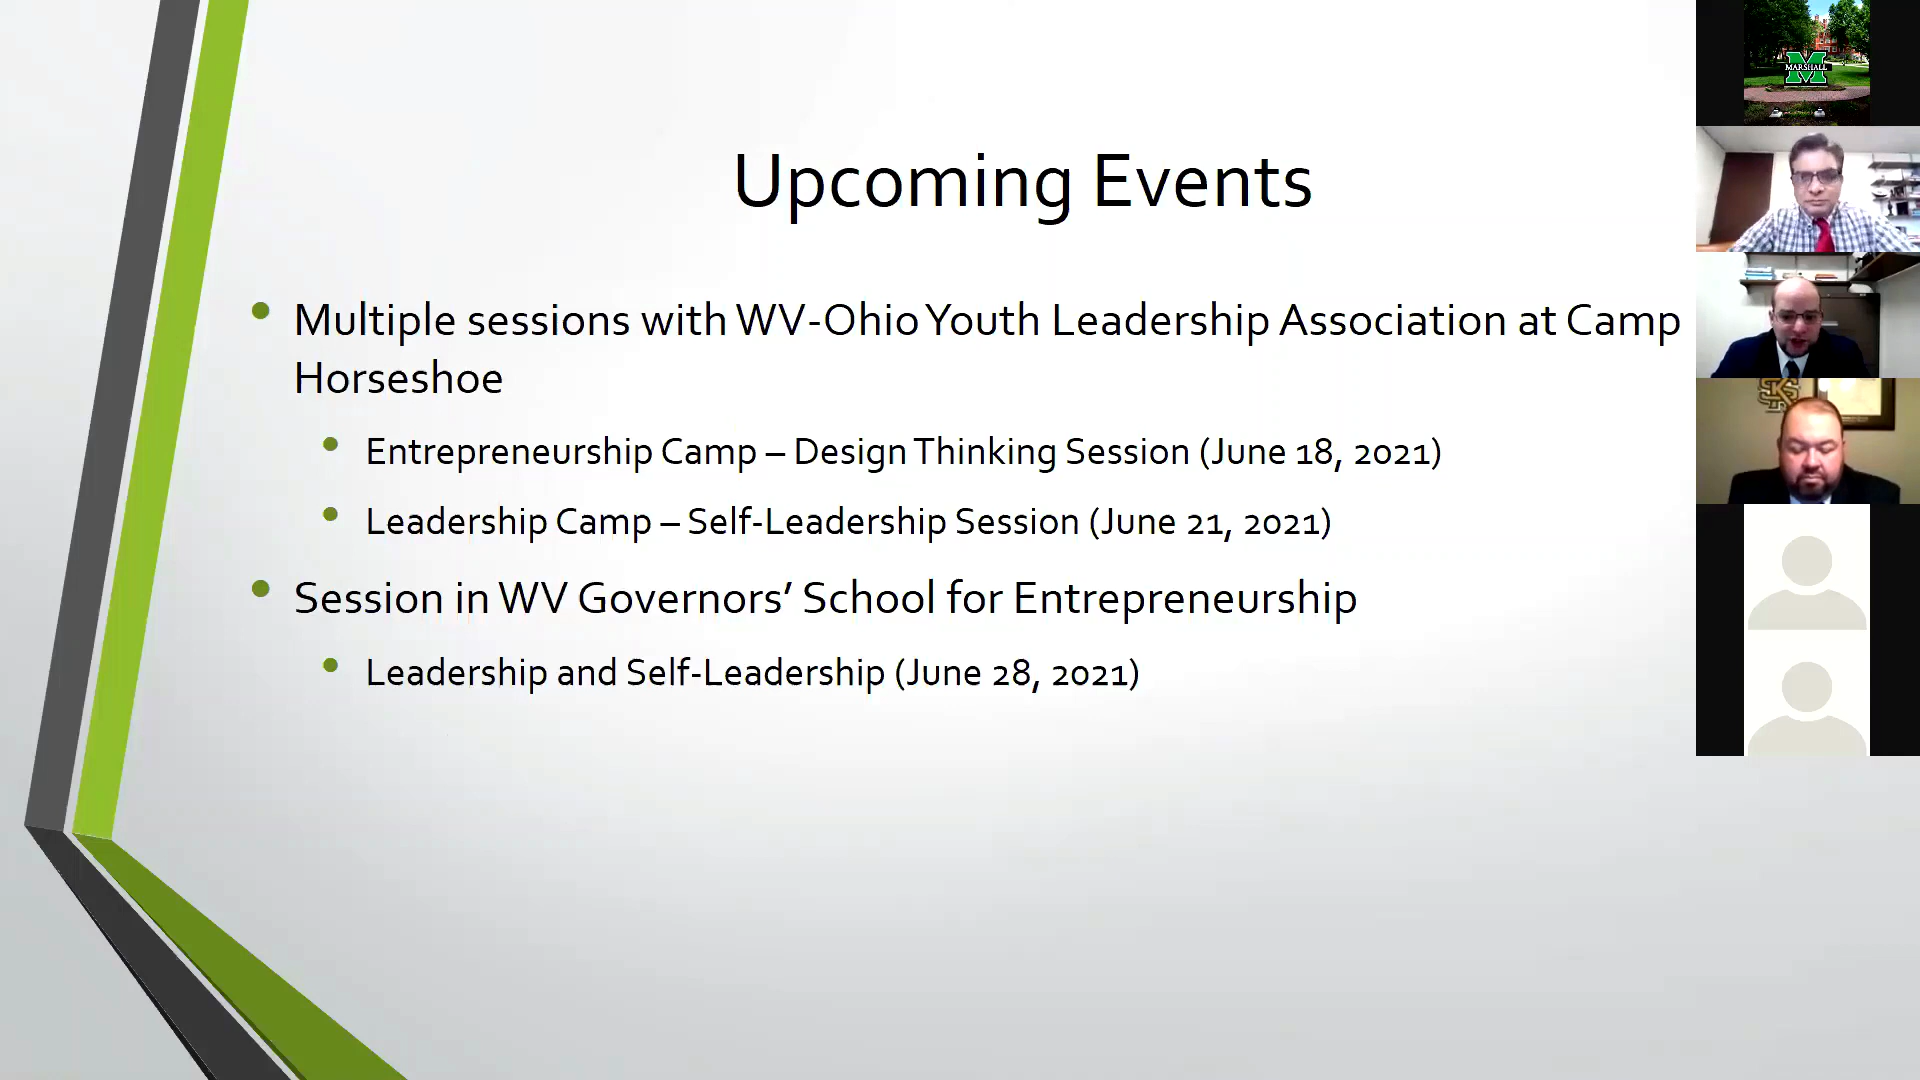 Upcoming Events
Multiple sessions with WV-Ohio Youth Leadership Association at Camp
Horseshoe
Entrepreneurship Camp – Design Thinking Session (June 18, 2021)
Leadership Camp – Self-Leadership Session (June 21, 2021)
Session in WV Governors’ School for Entrepreneurship
Leadership and Self-Leadership (June 28, 2021)
M
MARSHALL